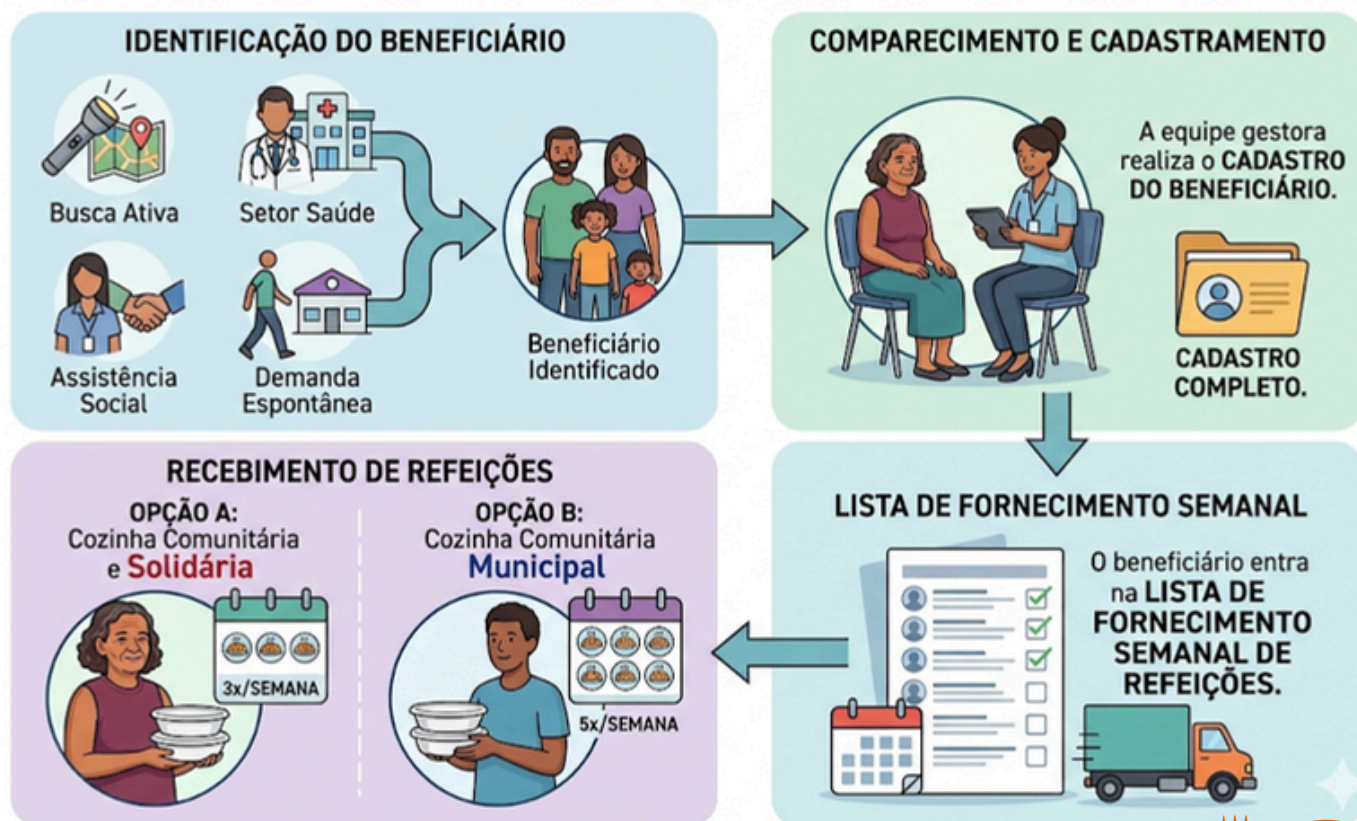 IDENTIFICAÇÃO DO BENEFICIÁRIO
Busca Ativa
Setor Saúde
Assistência
Social
Demanda
Espontânea
Beneficiário
Identificado
COMPARECIMENTO E CADASTRAMENTO
A equipe gestora
realiza o CADASTRO
DO BENEFICIÁRIO.
CADASTRO
COMPLETO.
LISTA DE FORNECIMENTO SEMANAL
O beneficiário entra
na LISTA DE
FORNECIMENTO
SEMANAL DE
REFEIÇÕES.
RECEBIMENTO DE REFEIÇÕES
OPÇÃO A:
Cozinha Comunitária
e Solidária
3x/SEMANA
OPÇÃO B:
Cozinha Comunitária
Municipal
5x/SEMANA